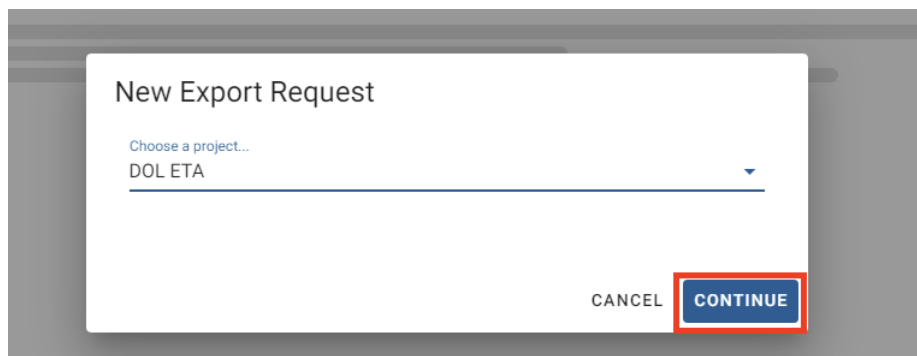 New Export Request
Choose a project...
DOL ETA
CANCEL CONTINUE